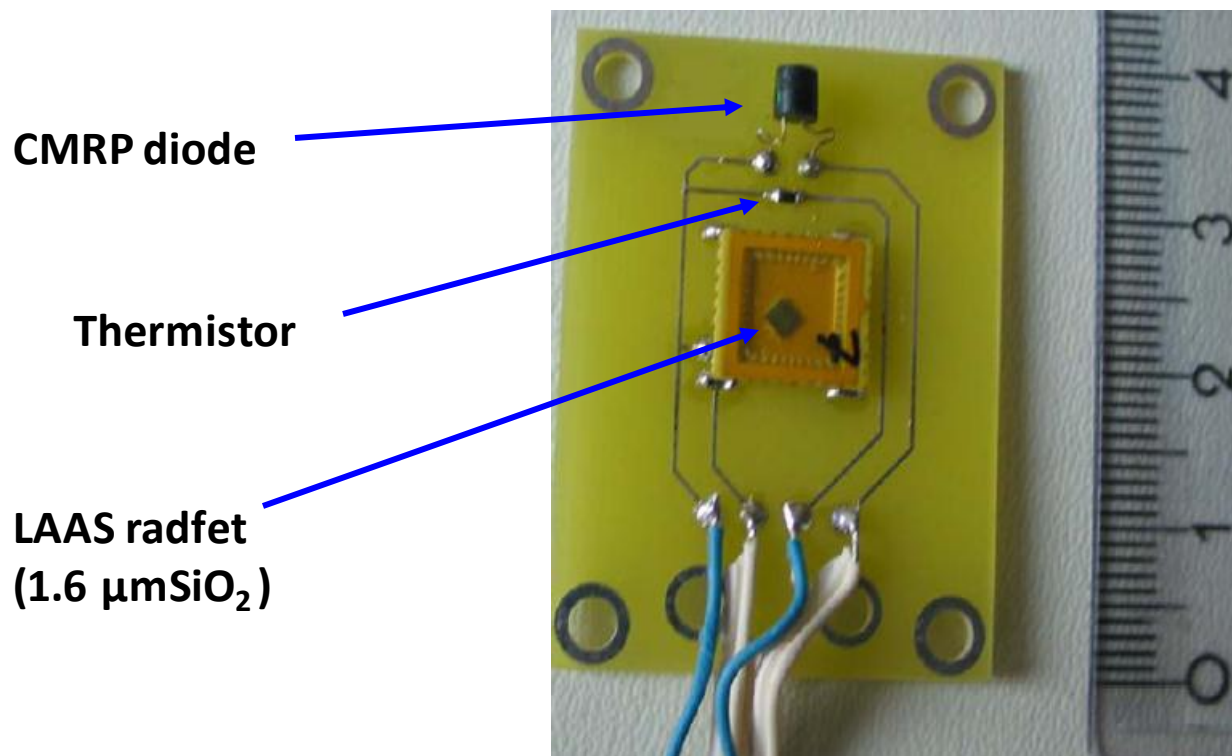 CMRP diode
Thermistor
LAAS radfet
(1.6 µmSiO₂)
4
3
2
1
0